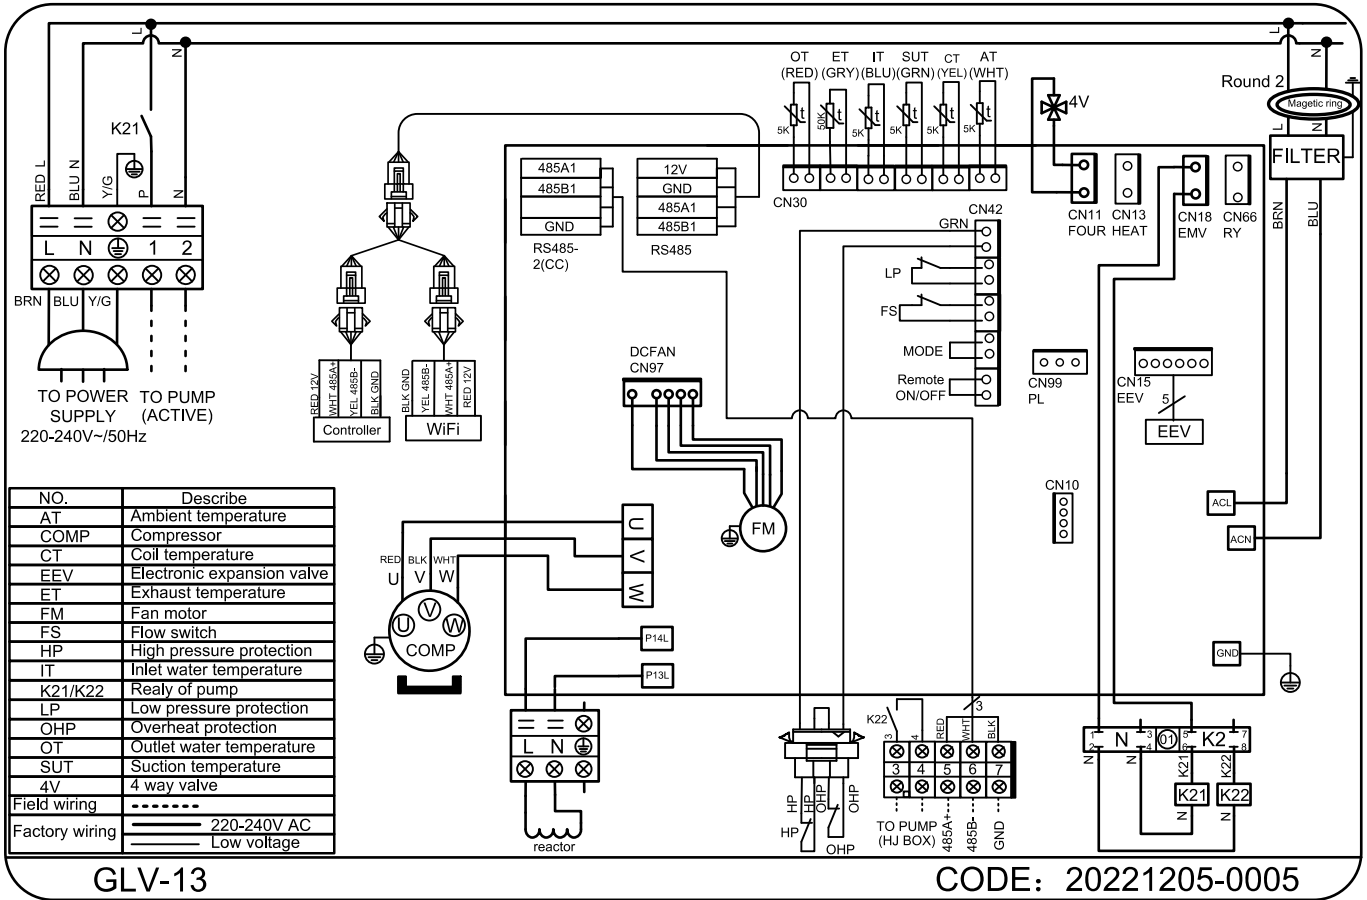 L
N
K21
RED L
BLU N
Y/G
P
N
L N 1 2
BRN BLU Y/G
TO POWER
SUPPLY
220-240V~/50Hz
TO PUMP
(ACTIVE)
RED 12V
WHT 485A+
YEL 485B-
BLK GND
Controller
BLK GND
YEL 485B-
WHT 485A+
RED 12V
WiFi
485A1
485B1
GND
RS485-
2(CC)
12V
GND
485A1
485B1
RS485
OT ET IT SUT CT AT
(RED) (GRY) (BLU) (GRN) (YEL) (WHT)
t t t t t t
5K 50K 5K 5K 5K 5K
CN30
4V
CN11
FOUR
CN13
HEAT
CN18
EMV
CN66
RY
L
N
Round 2
Magetic ring
L
N
FILTER
BRN
BLU
CN42
GRN
LP
FS
MODE
Remote
ON/OFF
CN99
PL
CN15
EEV
5
EEV
DCFAN
CN97
FM
CN10
ACL
ACN
GND
RED BLK WHT
U V W
U
V
W
COMP
U
V
W
P14L
P13L
L N
reactor
HP
HP
OHP
OHP
HP
OHP
K22
3
4
RED
WHT
BLK
3
3 4 5 6 7
TO PUMP
(HJ BOX)
485A+
485B-
GND
1 3 5 7
N 01 K2
2 4 6 8
N
K21
K22
K21
K22
N
N
NO. Describe
AT Ambient temperature
COMP Compressor
CT Coil temperature
EEV Electronic expansion valve
ET Exhaust temperature
FM Fan motor
FS Flow switch
HP High pressure protection
IT Inlet water temperature
K21/K22 Realy of pump
LP Low pressure protection
OHP Overheat protection
OT Outlet water temperature
SUT Suction temperature
4V 4 way valve
Field wiring
Factory wiring 220-240V AC
Low voltage
GLV-13
CODE：20221205-0005